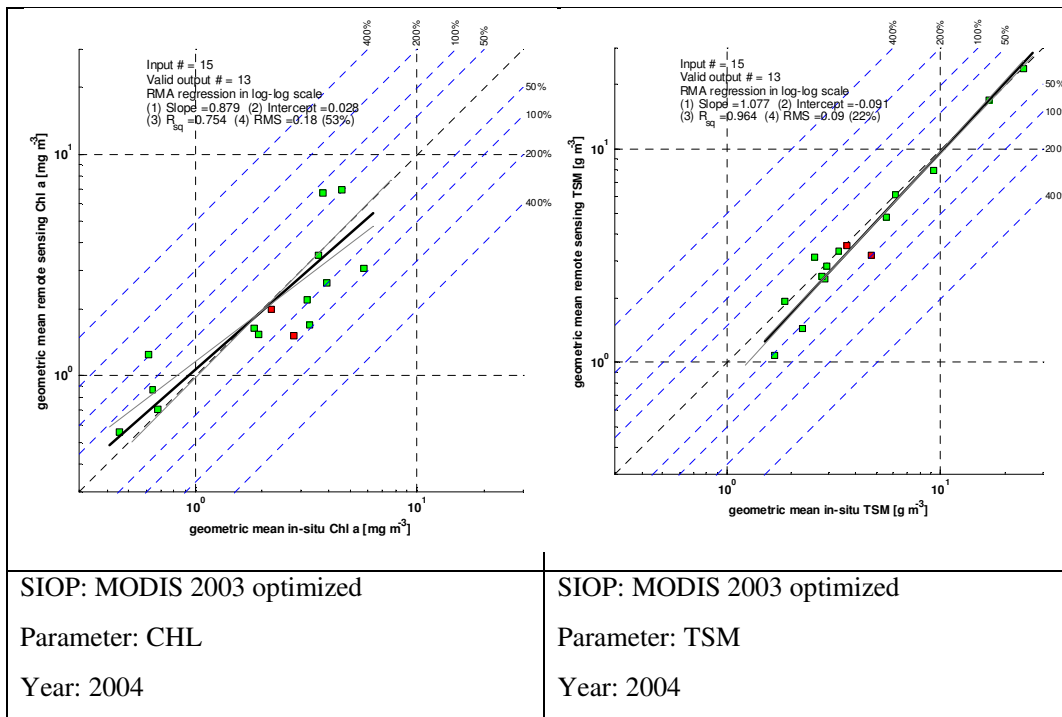 400%
200%
100%
50%
Input # = 15
Valid output # = 13
RMA regression in log-log scale
(1) Slope =0.879 (2) Intercept =0.028
(3) R_sq =0.754 (4) RMS =0.18 (53%)
50%
100%
200%
400%
10^1
10^0
geometric mean remote sensing Chl a [mg m^-3]
10^0
10^1
geometric mean in-situ Chl a [mg m^-3]
400%
200%
100%
50%
Input # = 15
Valid output # = 13
RMA regression in log-log scale
(1) Slope =1.077 (2) Intercept =-0.091
(3) R_sq =0.964 (4) RMS =0.09 (22%)
50%
100%
200%
400%
10^1
10^0
geometric mean remote sensing TSM [g m^-3]
10^0
10^1
geometric mean in-situ TSM [g m^-3]
SIOP: MODIS 2003 optimized
Parameter: CHL
Year: 2004
SIOP: MODIS 2003 optimized
Parameter: TSM
Year: 2004